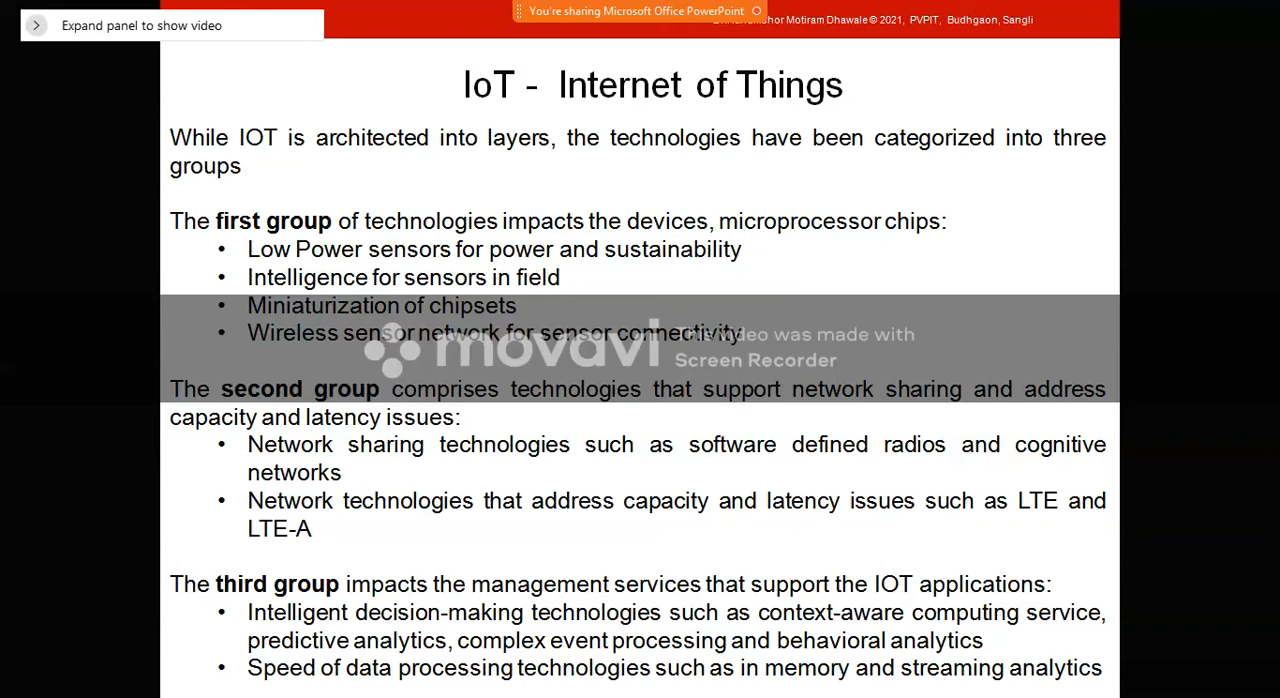 You're sharing Microsoft Office PowerPoint
Expand panel to show video
Motiram Dhawale © 2021, PVPIT, Budhgaon, Sangli
IoT - Internet of Things
While IOT is architected into layers, the technologies have been categorized into three
groups
The first group of technologies impacts the devices, microprocessor chips:
• Low Power sensors for power and sustainability
• Intelligence for sensors in field
• Miniaturization of chipsets
• Wireless sensor network for sensor connectivity
movavi
This video was made with
Screen Recorder
The second group comprises technologies that support network sharing and address
capacity and latency issues:
• Network sharing technologies such as software defined radios and cognitive
networks
• Network technologies that address capacity and latency issues such as LTE and
LTE-A
The third group impacts the management services that support the IOT applications:
• Intelligent decision-making technologies such as context-aware computing service,
predictive analytics, complex event processing and behavioral analytics
• Speed of data processing technologies such as in memory and streaming analytics